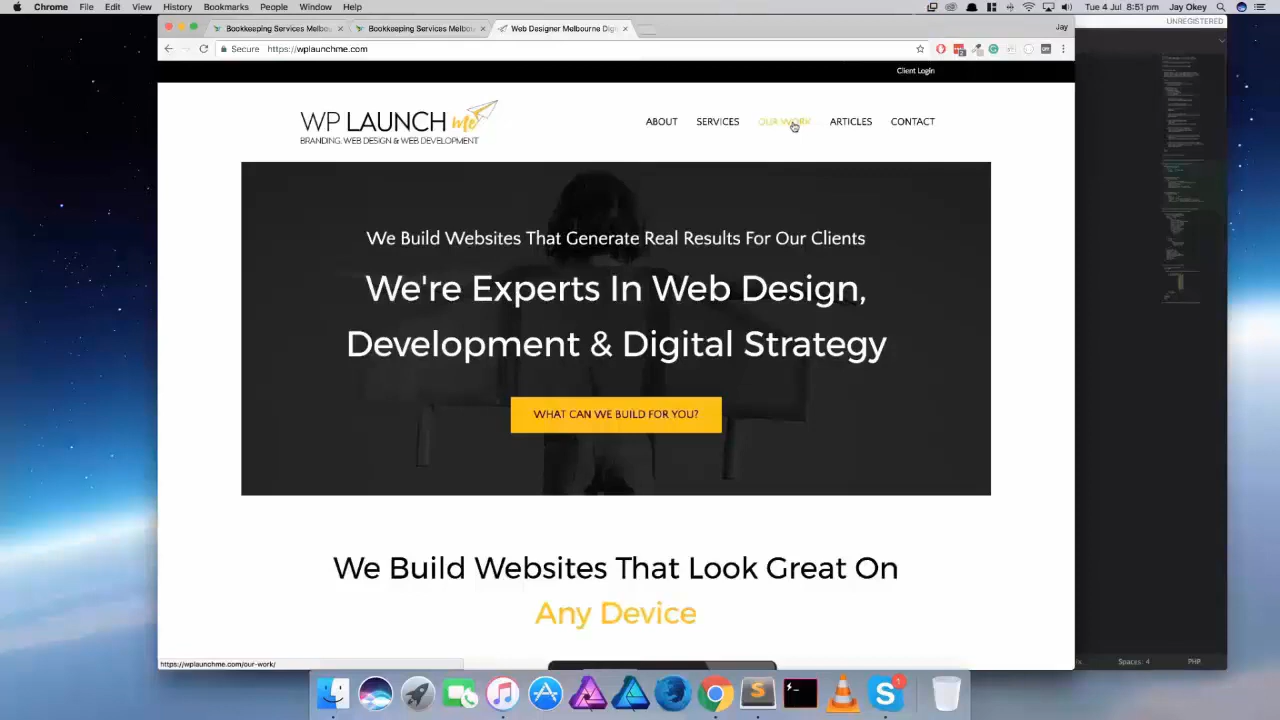 Chrome File Edit View History Bookmarks People Window Help
Tue 4 Jul 8:51 pm Jay Okey
UNREGISTERED
Bookkeeping Services Melbou
Bookkeeping Services Melbou
Web Designer Melbourne Digi
Jay
Secure https://wplaunchme.com
Client Login
WP LAUNCH me
BRANDING, WEB DESIGN & WEB DEVELOPMENT
ABOUT SERVICES OUR WORK ARTICLES CONTACT
We Build Websites That Generate Real Results For Our Clients
We're Experts In Web Design,
Development & Digital Strategy
WHAT CAN WE BUILD FOR YOU?
We Build Websites That Look Great On
Any Device
https://wplaunchme.com/our-work/
Spaces: 4 PHP
1